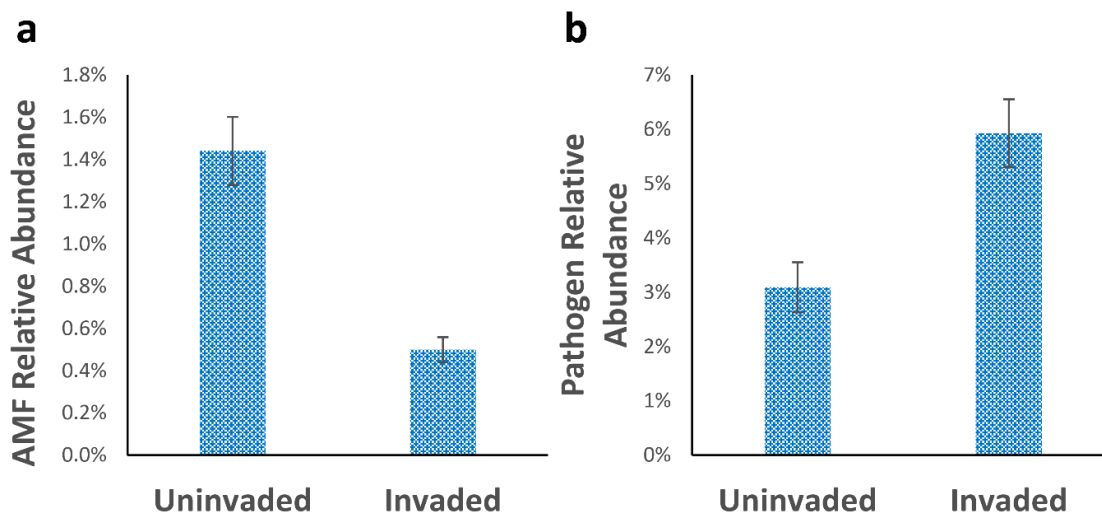 a
AMF Relative Abundance
1.8%
1.6%
1.4%
1.2%
1.0%
0.8%
0.6%
0.4%
0.2%
0.0%
Uninvaded
Invaded
b
Pathogen Relative
Abundance
7%
6%
5%
4%
3%
2%
1%
0%
Uninvaded
Invaded